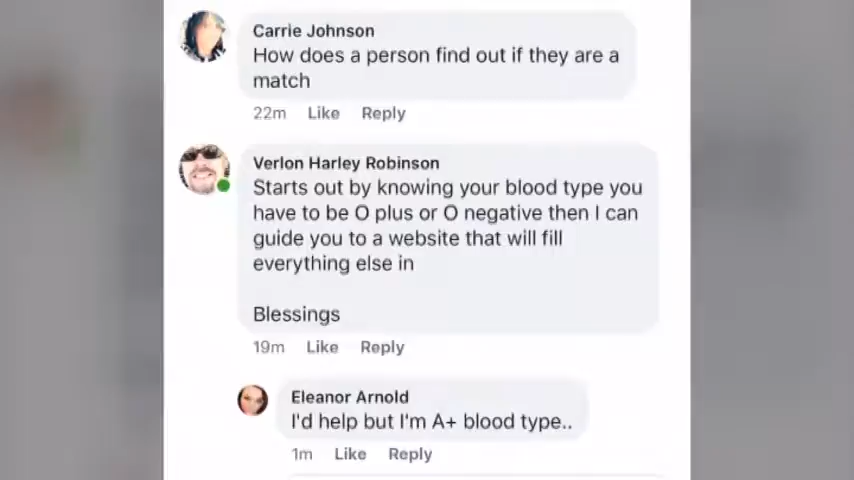 Carrie Johnson
How does a person find out if they are a
match
22m Like Reply
Verlon Harley Robinson
Starts out by knowing your blood type you
have to be O plus or O negative then I can
guide you to a website that will fill
everything else in
Blessings
19m Like Reply
Eleanor Arnold
I'd help but I'm A+ blood type..
1m Like Reply